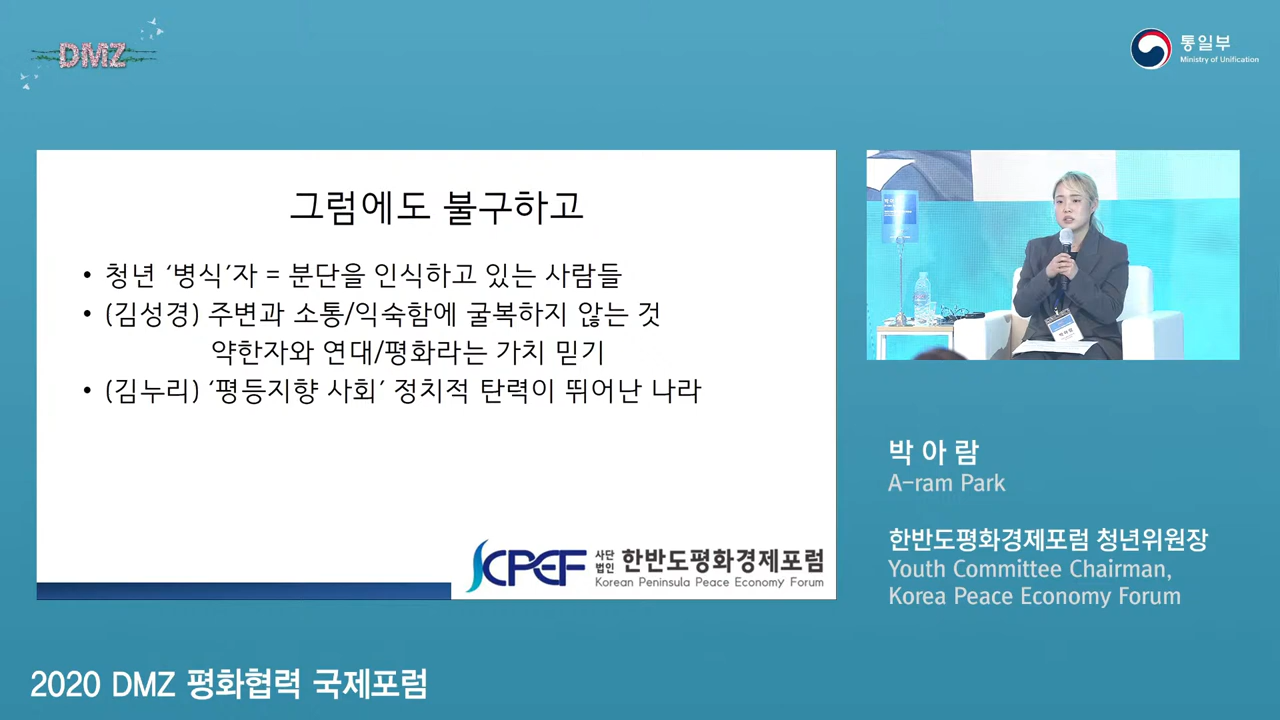 DMZ
통일부
Ministry of Unification
그럼에도 불구하고
• 청년 ‘병식’자 = 분단을 인식하고 있는 사람들
• (김성경) 주변과 소통/익숙함에 굴복하지 않는 것
약한자와 연대/평화라는 가치 믿기
• (김누리) ‘평등지향 사회’ 정치적 탄력이 뛰어난 나라
KPEF 사단법인 한반도평화경제포럼
Korean Peninsula Peace Economy Forum
박아람
박 아 람
A-ram Park
한반도평화경제포럼 청년위원장
Youth Committee Chairman,
Korea Peace Economy Forum
2020 DMZ 평화협력 국제포럼